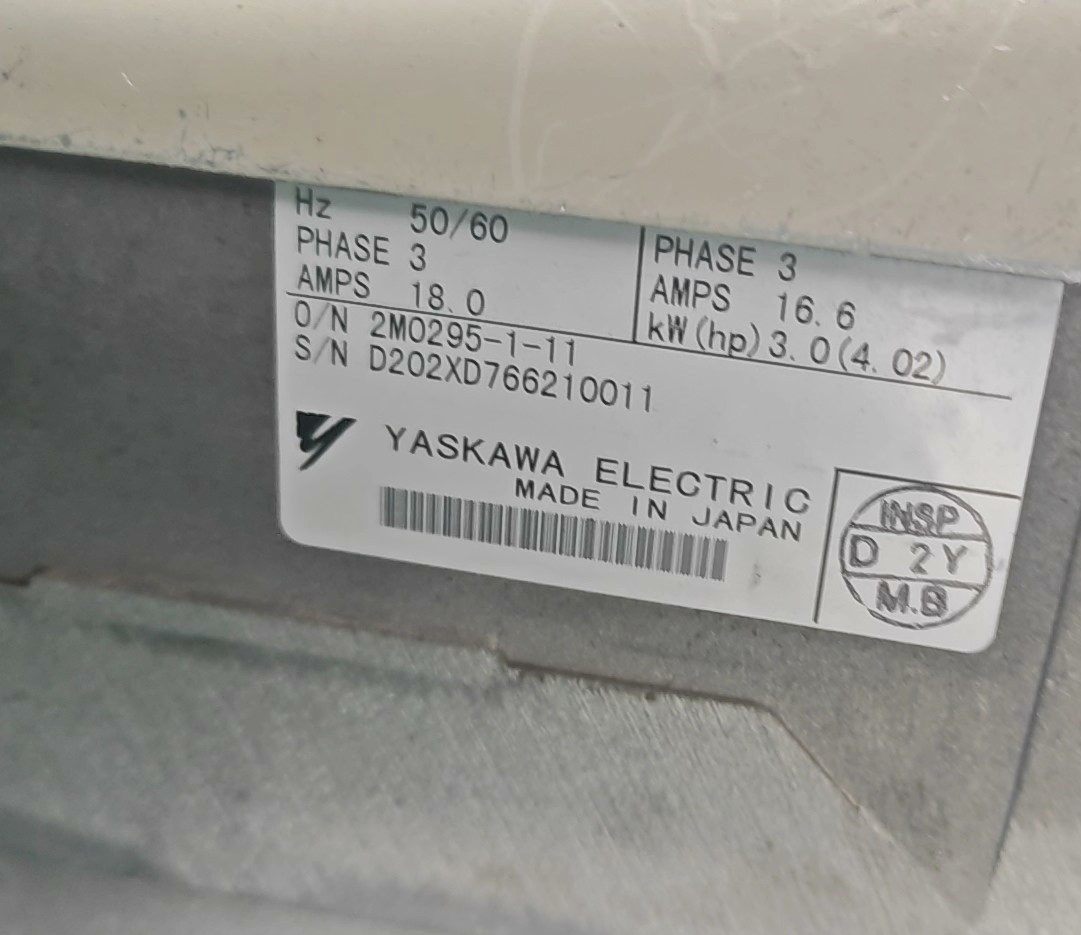 Hz 50/60
PHASE 3
AMPS 18.0
PHASE 3
AMPS 16.6
kW(hp) 3.0(4.02)
O/N 2M0295-1-11
S/N D202XD766210011
YASKAWA ELECTRIC
MADE IN JAPAN
INSP
D 2Y
M.B